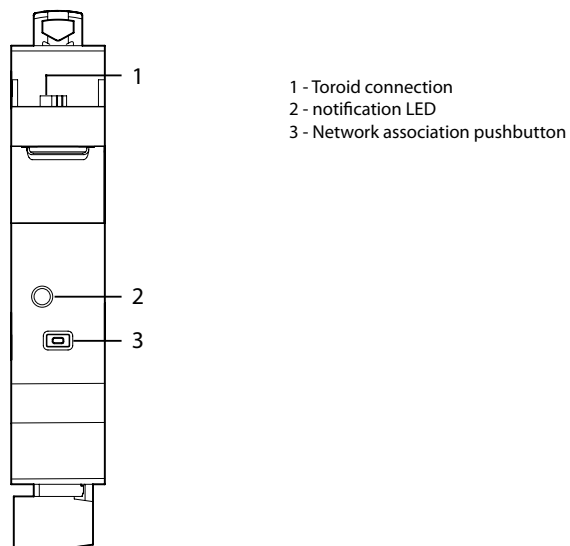 1
1 - Toroid connection
2 - notification LED
3 - Network association pushbutton
2
3